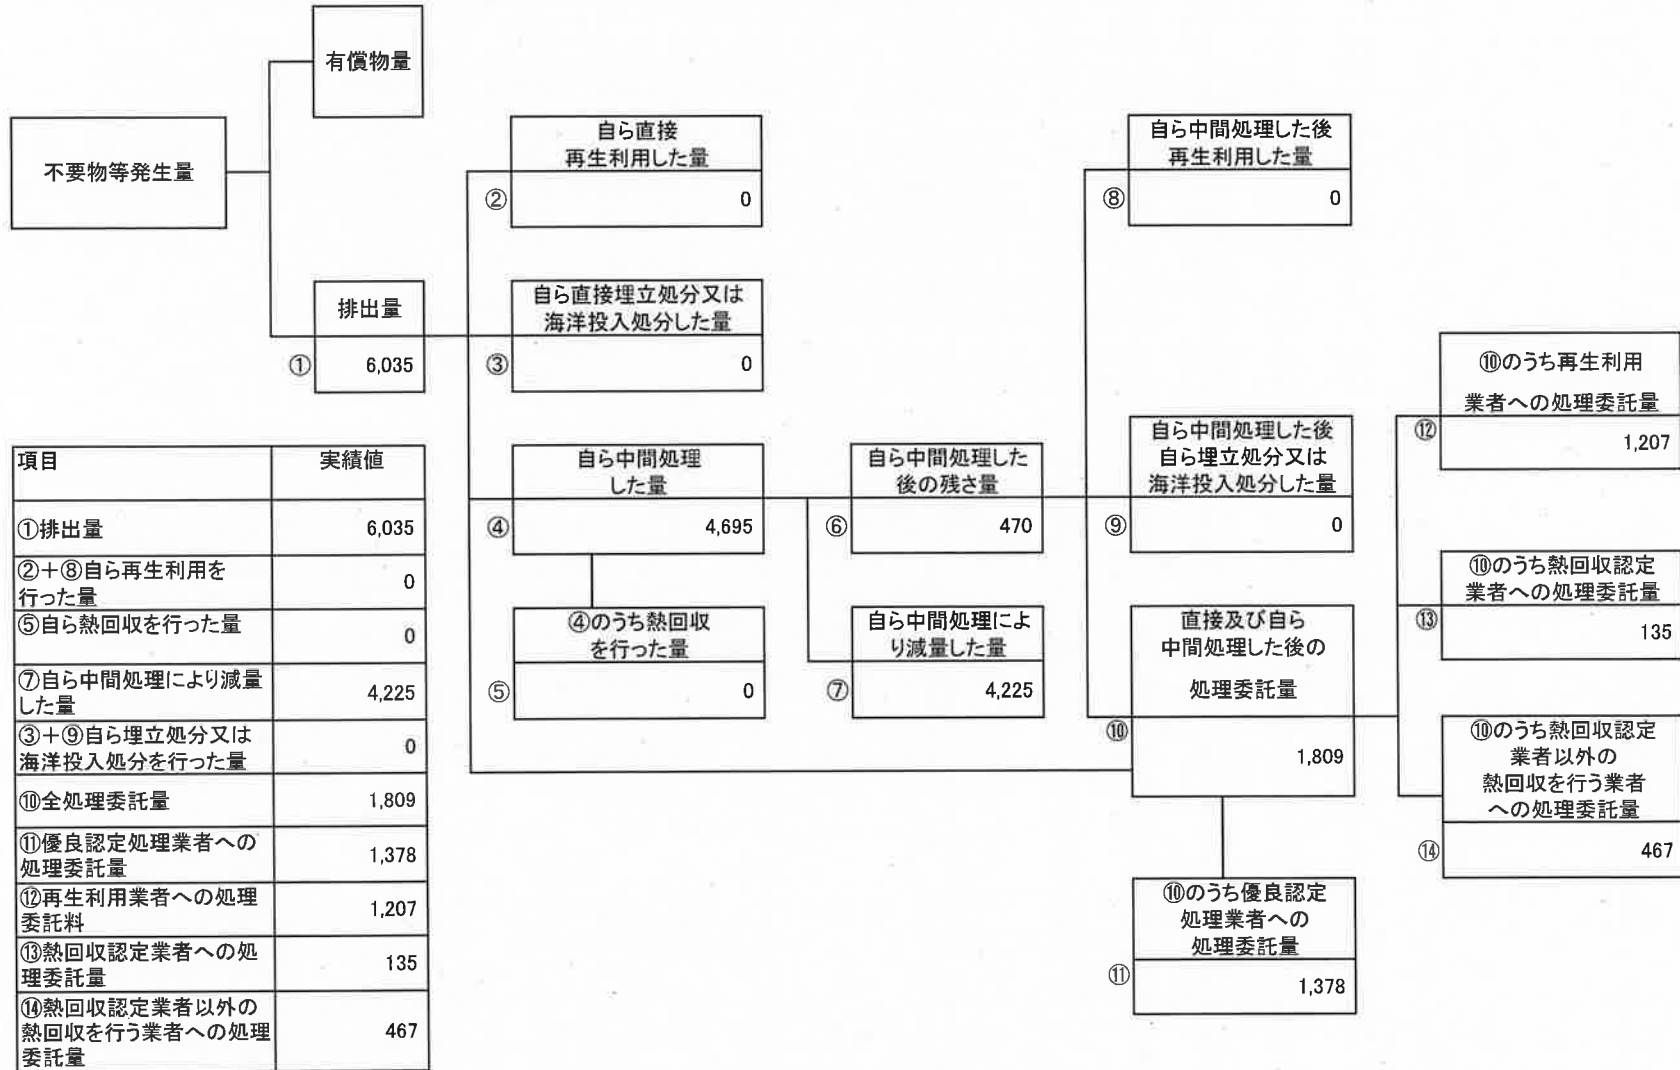 有償物量
不要物等発生量
自ら直接
再生利用した量
②
0
自ら中間処理した後
再生利用した量
⑧
0
排出量
①
6,035
自ら直接埋立処分又は
海洋投入処分した量
③
0
⑩のうち再生利用
業者への処理委託量
⑫
1,207
自ら中間処理
した量
④
4,695
自ら中間処理した
後の残さ量
⑥
470
自ら中間処理した後
自ら埋立処分又は
海洋投入処分した量
⑨
0
⑩のうち熱回収認定
業者への処理委託量
⑬
135
④のうち熱回収
を行った量
⑤
0
自ら中間処理によ
り減量した量
⑦
4,225
直接及び自ら
中間処理した後の
処理委託量
⑩
1,809
⑩のうち熱回収認定
業者以外の
熱回収を行う業者
への処理委託量
⑭
467
⑩のうち優良認定
処理業者への
処理委託量
⑪
1,378
項目 実績値
①排出量 6,035
②+⑧自ら再生利用を
行った量 0
⑤自ら熱回収を行った量 0
⑦自ら中間処理により減量
した量 4,225
③+⑨自ら埋立処分又は
海洋投入処分を行った量 0
⑩全処理委託量 1,809
⑪優良認定処理業者への
処理委託量 1,378
⑫再生利用業者への処理
委託料 1,207
⑬熱回収認定業者への処
理委託量 135
⑭熱回収認定業者以外の
熱回収を行う業者への処理
委託量 467